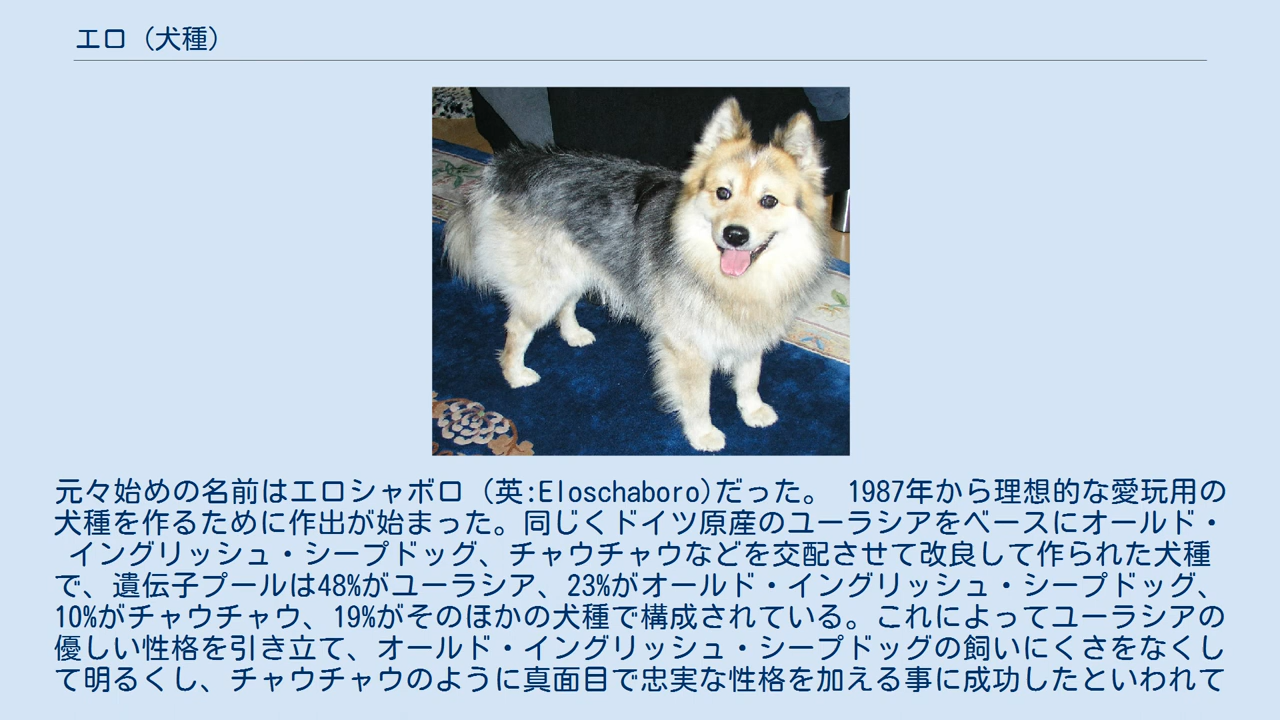 エロ (犬種)
元々始めの名前はエロシャボロ (英:Eloschaboro)だった。 1987年から理想的な愛玩用の
犬種を作るために作出が始まった。同じくドイツ原産のユーラシアをベースにオールド・
イングリッシュ・シープドッグ、チャウチャウなどを交配させて改良して作られた犬種
で、遺伝子プールは48%がユーラシア、23%がオールド・イングリッシュ・シープドッグ、
10%がチャウチャウ、19%がそのほかの犬種で構成されている。これによってユーラシアの
優しい性格を引き立て、オールド・イングリッシュ・シープドッグの飼いにくさをなくし
て明るくし、チャウチャウのように真面目で忠実な性格を加える事に成功したといわれて